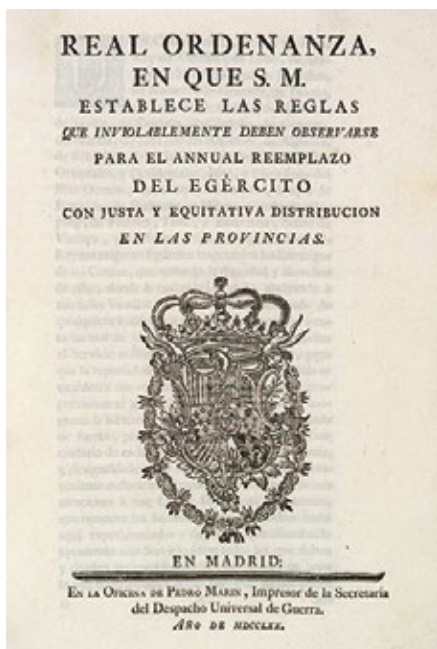 REAL ORDENANZA,
EN QUE S. M.
ESTABLECE LAS REGLAS
QUE INVIOLABLEMENTE DEBEN OBSERVARSE
PARA EL ANNUAL REEMPLAZO
DEL EGÉRCITO
CON JUSTA Y EQUITATIVA DISTRIBUCION
EN LAS PROVINCIAS.
EN MADRID:
EN LA OFICINA DE PEDRO MARIN, Impresor de la Secretaría
del Despacho Universal de Guerra.
AÑO DE MDCCLXX.